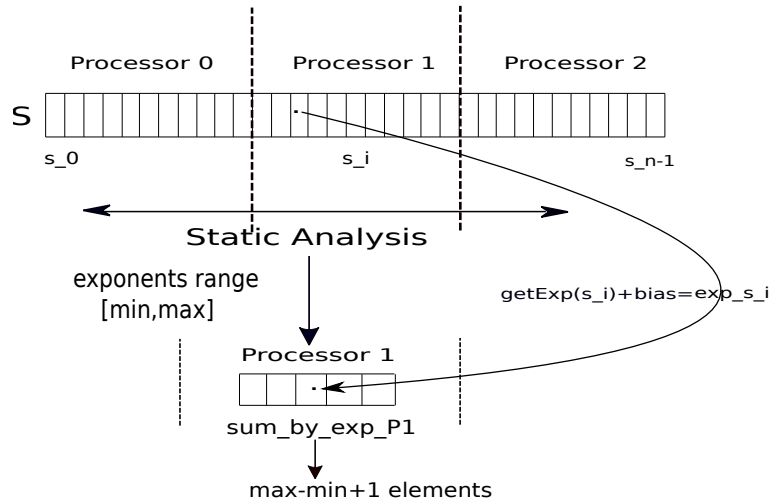 Processor 0 Processor 1 Processor 2
S
s_0 s_i s_n-1
Static Analysis
exponents range
[min,max]
getExp(s_i)+bias=exp_s_i
Processor 1
sum_by_exp_P1
max-min+1 elements